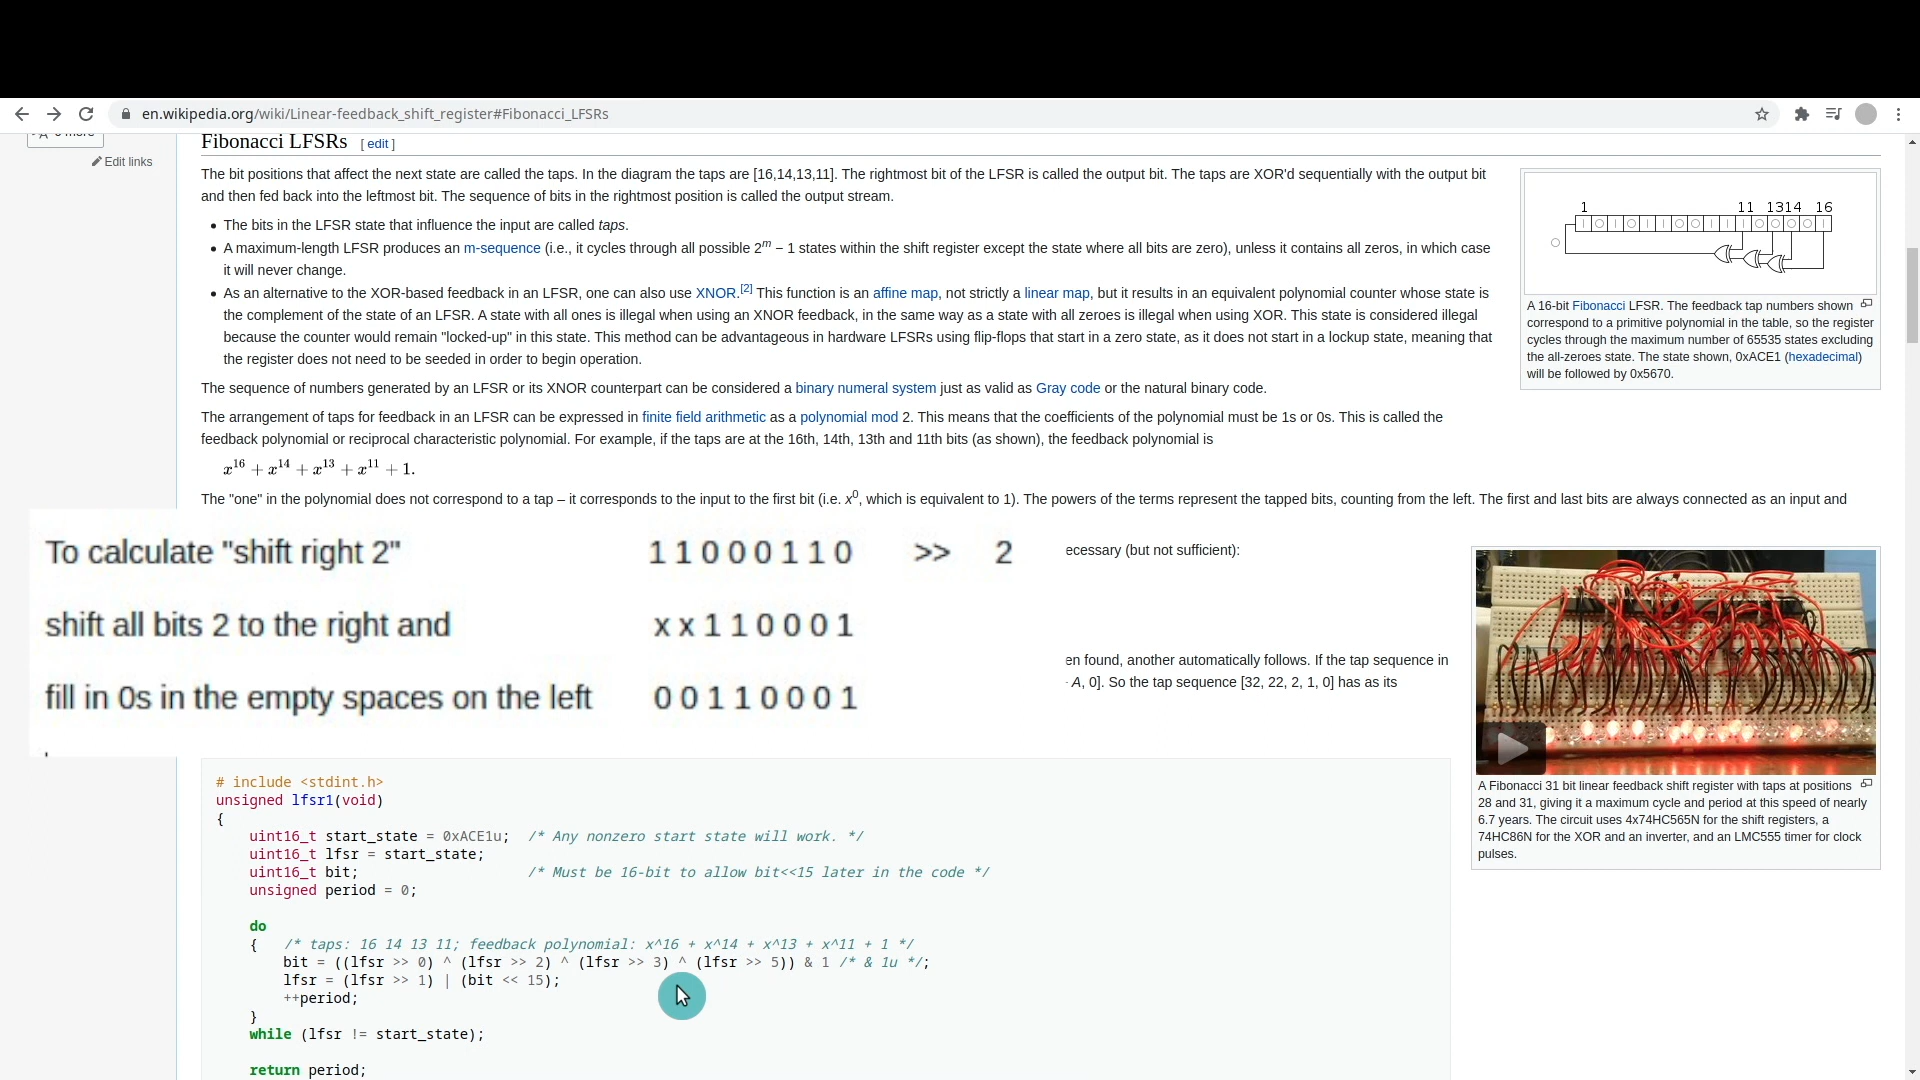 en.wikipedia.org/wiki/Linear-feedback_shift_register#Fibonacci_LFSRs
Edit links
Fibonacci LFSRs [ edit ]
The bit positions that affect the next state are called the taps. In the diagram the taps are [16,14,13,11]. The rightmost bit of the LFSR is called the output bit. The taps are XOR'd sequentially with the output bit
and then fed back into the leftmost bit. The sequence of bits in the rightmost position is called the output stream.
The bits in the LFSR state that influence the input are called taps.
A maximum-length LFSR produces an m-sequence (i.e., it cycles through all possible 2^m − 1 states within the shift register except the state where all bits are zero), unless it contains all zeros, in which case
it will never change.
As an alternative to the XOR-based feedback in an LFSR, one can also use XNOR.[2] This function is an affine map, not strictly a linear map, but it results in an equivalent polynomial counter whose state is
the complement of the state of an LFSR. A state with all ones is illegal when using an XNOR feedback, in the same way as a state with all zeroes is illegal when using XOR. This state is considered illegal
because the counter would remain "locked-up" in this state. This method can be advantageous in hardware LFSRs using flip-flops that start in a zero state, as it does not start in a lockup state, meaning that
the register does not need to be seeded in order to begin operation.
The sequence of numbers generated by an LFSR or its XNOR counterpart can be considered a binary numeral system just as valid as Gray code or the natural binary code.
The arrangement of taps for feedback in an LFSR can be expressed in finite field arithmetic as a polynomial mod 2. This means that the coefficients of the polynomial must be 1s or 0s. This is called the
feedback polynomial or reciprocal characteristic polynomial. For example, if the taps are at the 16th, 14th, 13th and 11th bits (as shown), the feedback polynomial is
x^16 + x^14 + x^13 + x^11 + 1.
The "one" in the polynomial does not correspond to a tap – it corresponds to the input to the first bit (i.e. x^0, which is equivalent to 1). The powers of the terms represent the tapped bits, counting from the left. The first and last bits are always connected as an input and
1 11 1314 16
A 16-bit Fibonacci LFSR. The feedback tap numbers shown
correspond to a primitive polynomial in the table, so the register
cycles through the maximum number of 65535 states excluding
the all-zeroes state. The state shown, 0xACE1 (hexadecimal)
will be followed by 0x5670.
To calculate "shift right 2" 1 1 0 0 0 1 1 0 >> 2
shift all bits 2 to the right and x x 1 1 0 0 0 1
fill in 0s in the empty spaces on the left 0 0 1 1 0 0 0 1
ecessary (but not sufficient):
en found, another automatically follows. If the tap sequence in
A, 0]. So the tap sequence [32, 22, 2, 1, 0] has as its
A Fibonacci 31 bit linear feedback shift register with taps at positions
28 and 31, giving it a maximum cycle and period at this speed of nearly
6.7 years. The circuit uses 4x74HC565N for the shift registers, a
74HC86N for the XOR and an inverter, and an LMC555 timer for clock
pulses.
# include <stdint.h>
unsigned lfsr1(void)
{
uint16_t start_state = 0xACE1u; /* Any nonzero start state will work. */
uint16_t lfsr = start_state;
uint16_t bit; /* Must be 16-bit to allow bit<<15 later in the code */
unsigned period = 0;
do
{ /* taps: 16 14 13 11; feedback polynomial: x^16 + x^14 + x^13 + x^11 + 1 */
bit = ((lfsr >> 0) ^ (lfsr >> 2) ^ (lfsr >> 3) ^ (lfsr >> 5)) & 1 /* & 1u */;
lfsr = (lfsr >> 1) | (bit << 15);
++period;
}
while (lfsr != start_state);
return period;